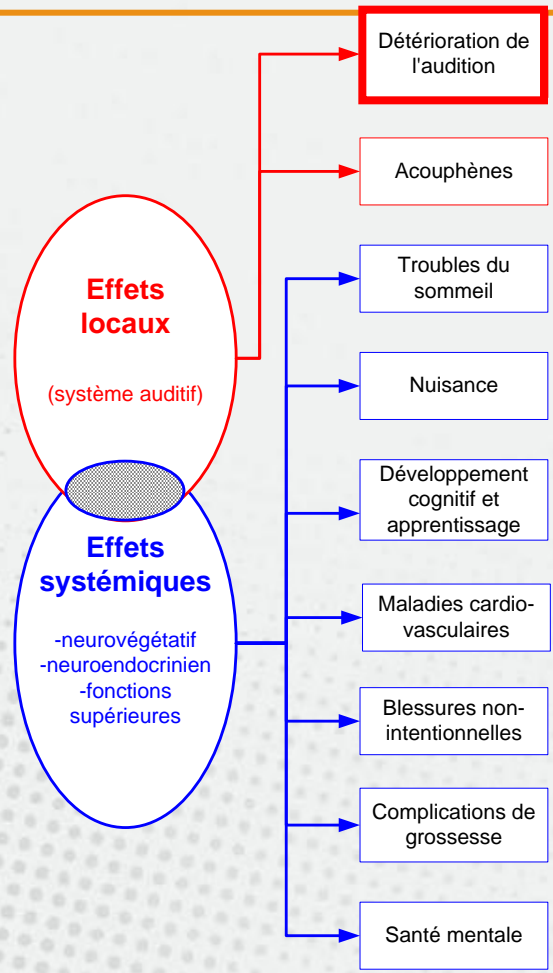 Détérioration de
l'audition
Acouphènes
Effets
locaux
(système auditif)
Troubles du
sommeil
Nuisance
Développement
cognitif et
apprentissage
Effets
systémiques
-neurovégétatif
-neuroendocrinien
-fonctions
supérieures
Maladies cardio-
vasculaires
Blessures non-
intentionnelles
Complications de
grossesse
Santé mentale